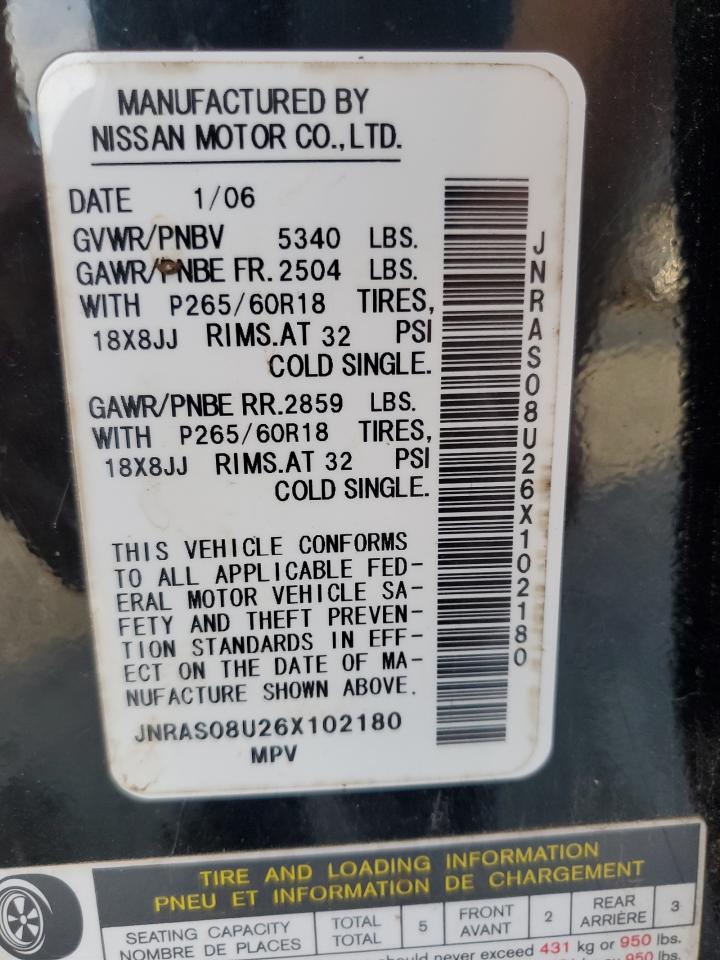 MANUFACTURED BY
NISSAN MOTOR CO.,LTD.
DATE 1/06
GVWR/PNBV 5340 LBS.
GAWR/PNBE FR.2504 LBS.
WITH P265/60R18 TIRES,
18X8JJ RIMS.AT 32 PSI
COLD SINGLE.
GAWR/PNBE RR.2859 LBS.
WITH P265/60R18 TIRES,
18X8JJ RIMS.AT 32 PSI
COLD SINGLE.
THIS VEHICLE CONFORMS
TO ALL APPLICABLE FED-
ERAL MOTOR VEHICLE SA-
FETY AND THEFT PREVEN-
TION STANDARDS IN EFF-
ECT ON THE DATE OF MA-
NUFACTURE SHOWN ABOVE.
JNRAS08U26X102180
MPV
JNRAS08U26X102180
TIRE AND LOADING INFORMATION
PNEU ET INFORMATION DE CHARGEMENT
SEATING CAPACITY TOTAL 5 FRONT 2 REAR 3
NOMBRE DE PLACES TOTAL AVANT ARRIÈRE
should never exceed 431 kg or 950 lbs.
950 lbs.